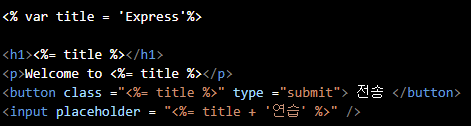 <% var title = 'Express'%>
<h1><%= title %></h1>
<p>Welcome to <%= title %></p>
<button class ="<%= title %>" type ="submit"> 전송 </button>
<input placeholder = "<%= title + '연습' %>" />